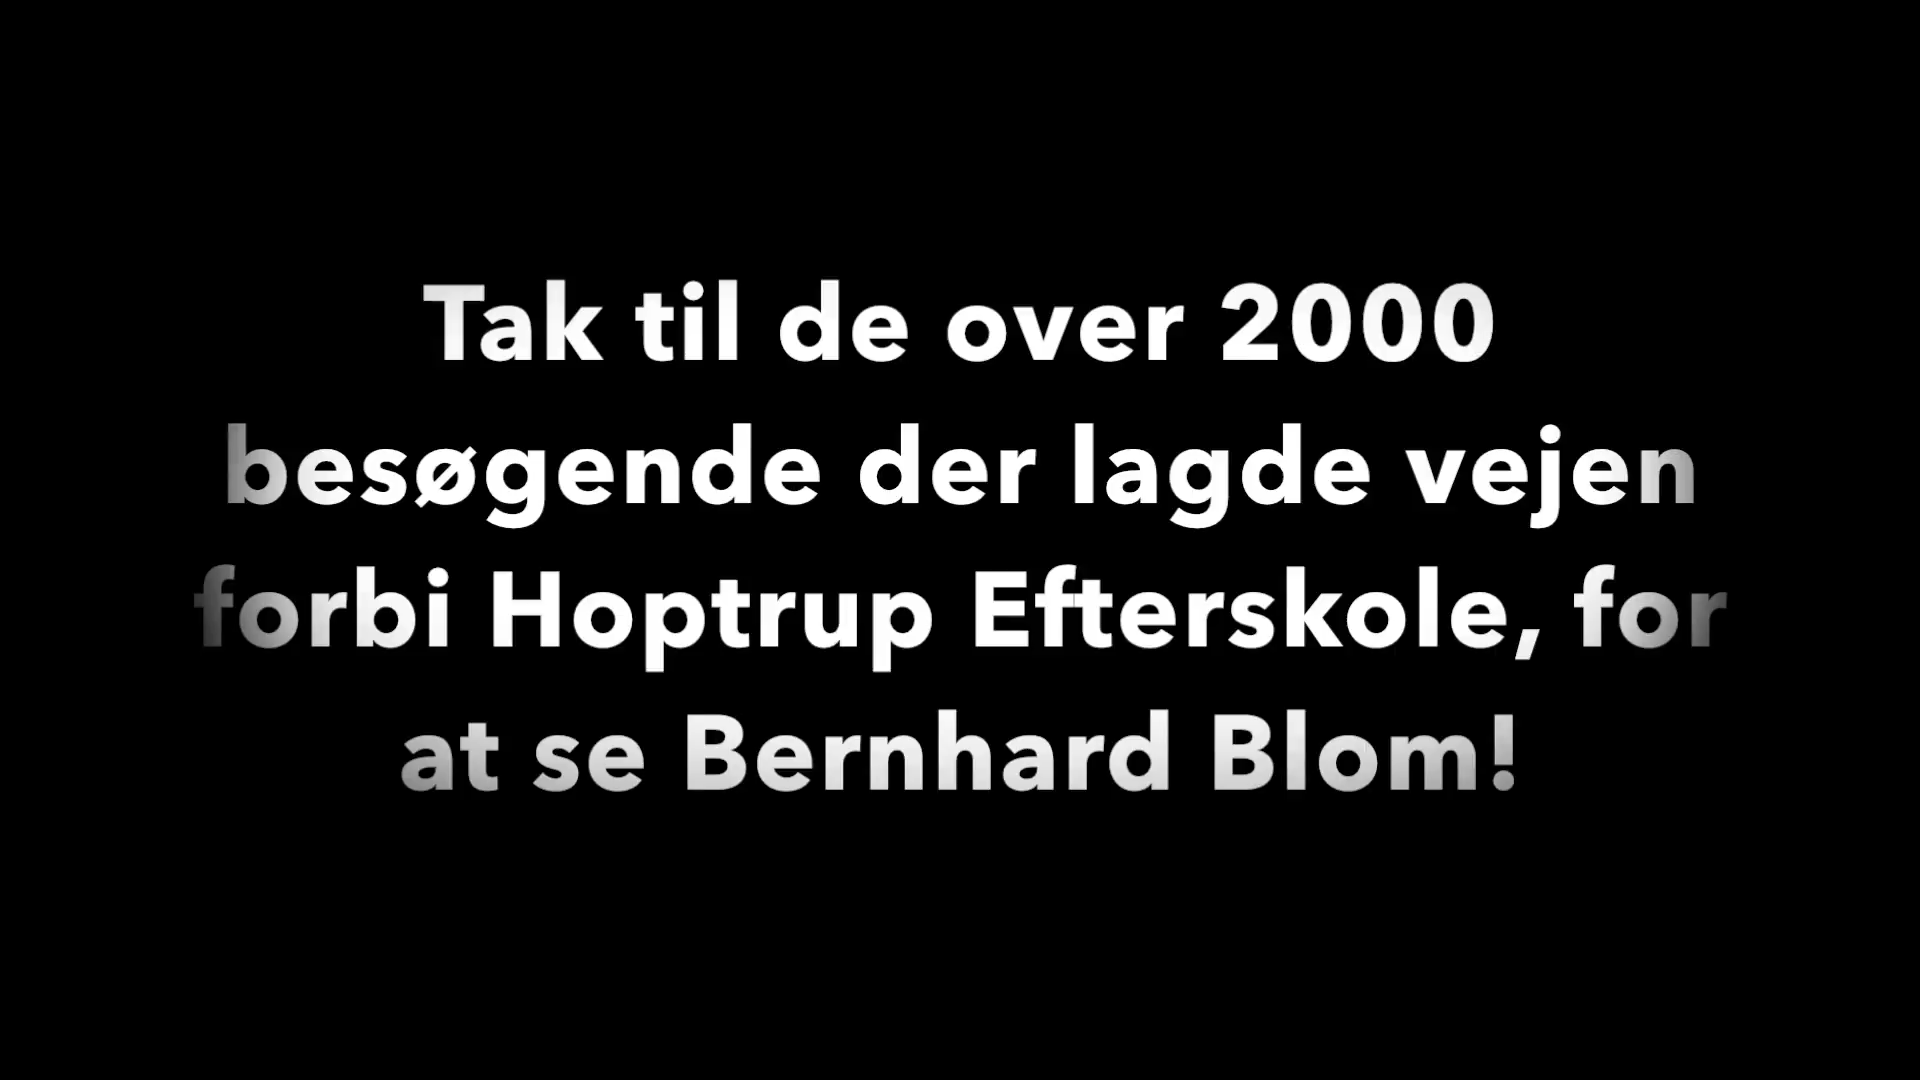 Tak til de over 2000
besøgende der lagde vejen
forbi Hoptrup Efterskole, for
at se Bernhard Blom!